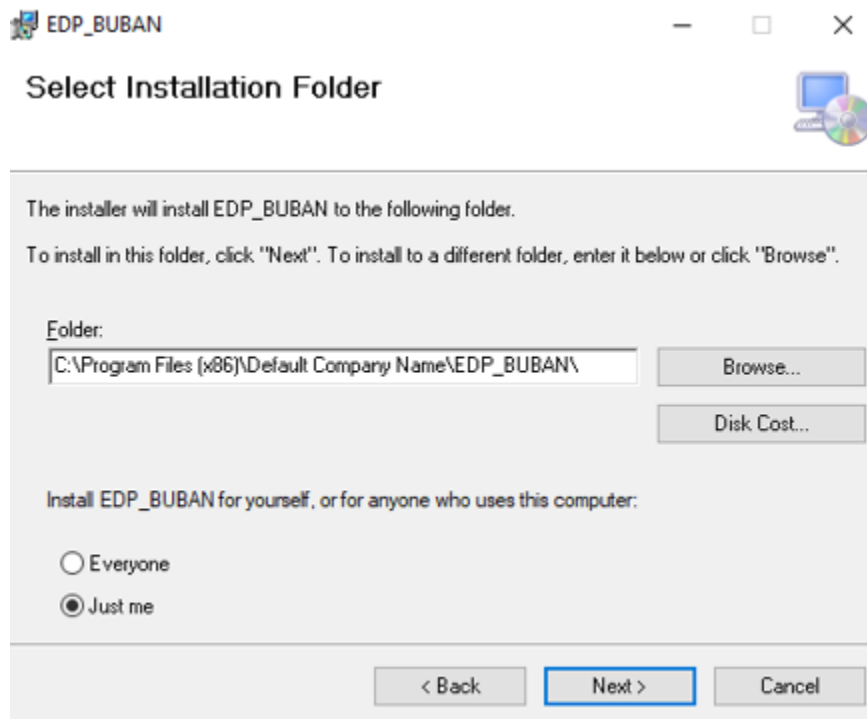 EDP_BUBAN
Select Installation Folder
The installer will install EDP_BUBAN to the following folder.
To install in this folder, click "Next". To install to a different folder, enter it below or click "Browse".
Folder:
C:\Program Files (x86)\Default Company Name\EDP_BUBAN\
Browse...
Disk Cost...
Install EDP_BUBAN for yourself, or for anyone who uses this computer:
Everyone
Just me
< Back
Next >
Cancel